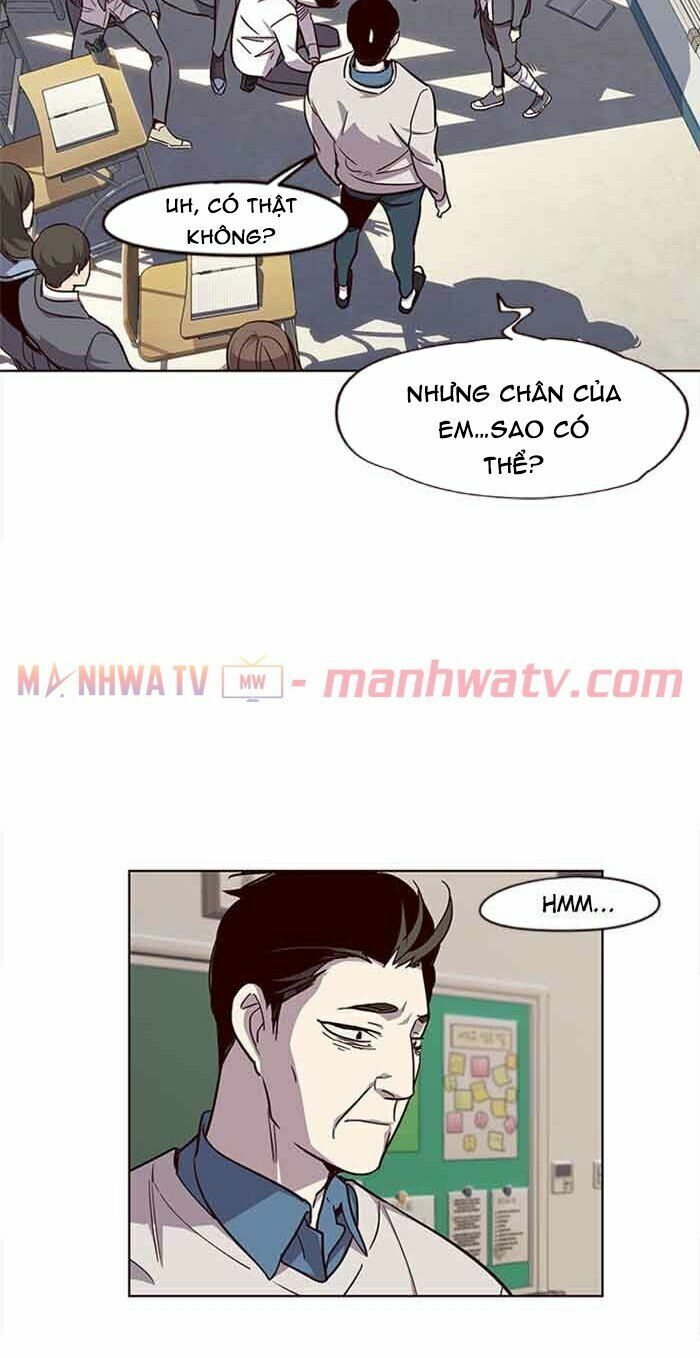 UH, CÓ THẬT
KHÔNG?
NHƯNG CHÂN CỦA
EM...SAO CÓ
THỂ?
MANHWA TV MW - manhwatv.com
HMM...